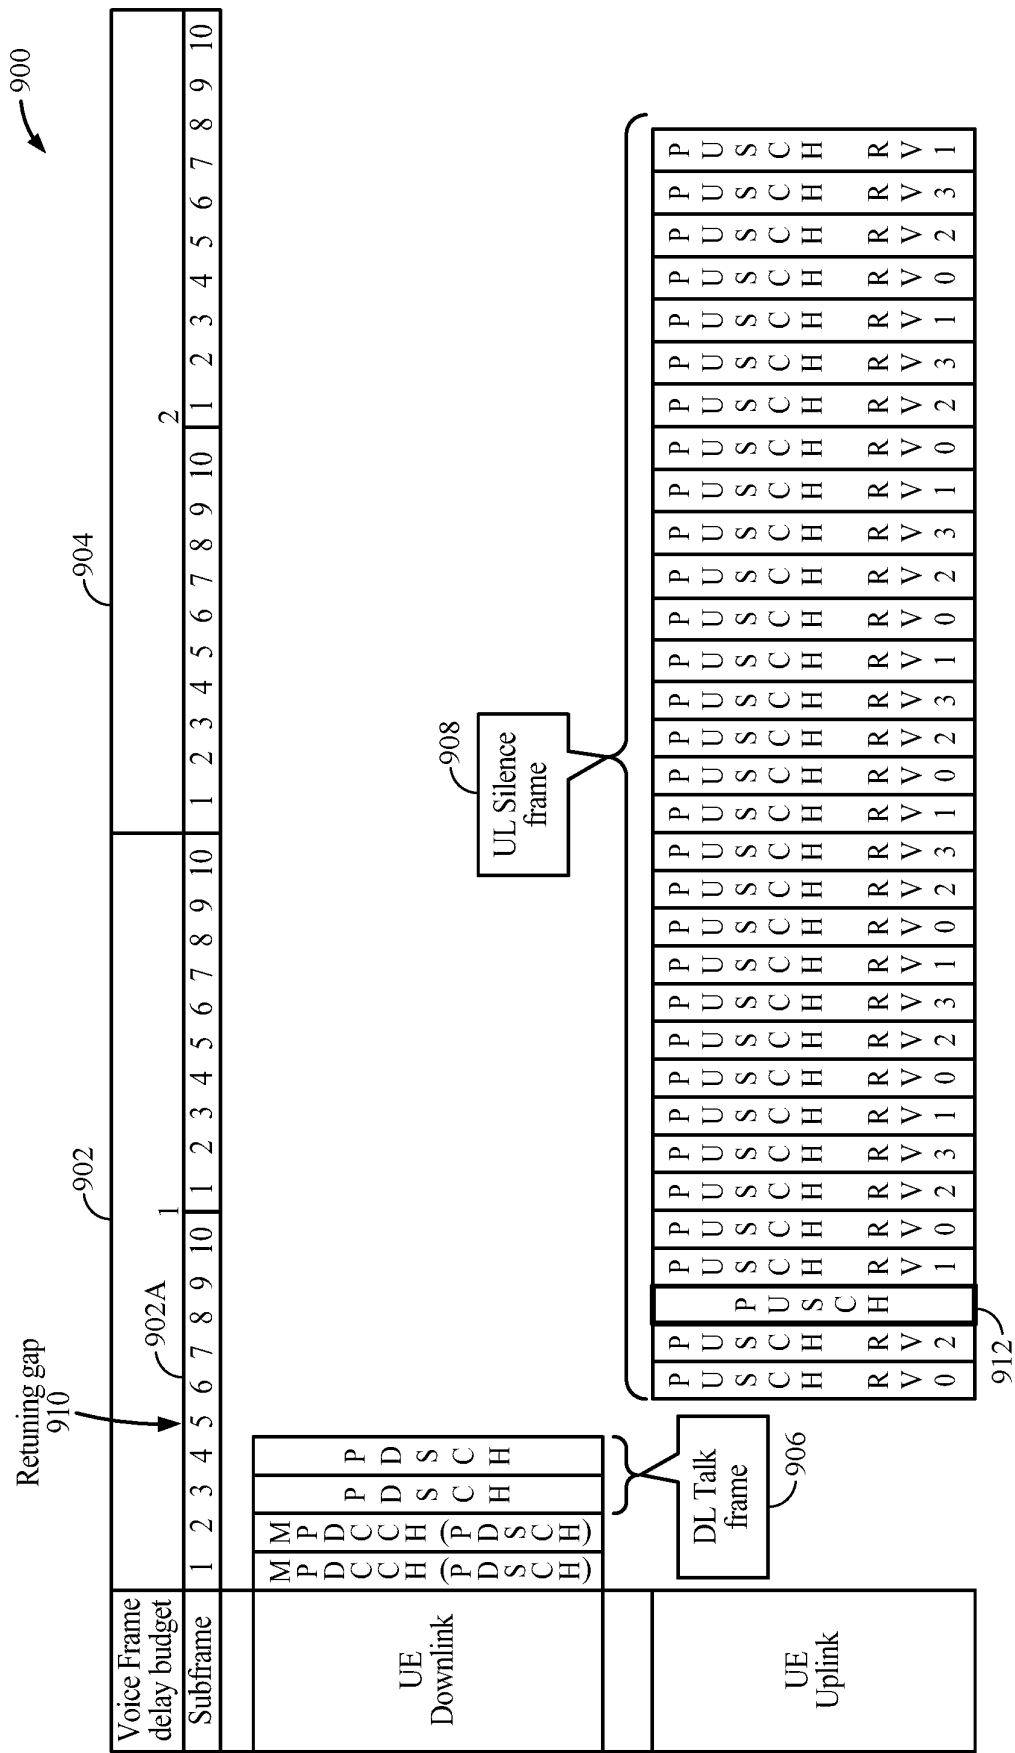 900
Retuning gap
910
902
904
Voice Frame
delay budget
1
2
902A
Subframe
1 2 3 4 5 6 7 8 9 10 1 2 3 4 5 6 7 8 9 10 1 2 3 4 5 6 7 8 9 10 1 2 3 4 5 6 7 8 9 10
UE
Downlink
MPDCCH (PDSCH)
MPDCCH (PDSCH)
PDSCH
PDSCH
908
UL Silence
frame
DL Talk
frame
906
UE
Uplink
PUSCH RV0
PUSCH RV2
PUSCH
PUSCH RV1
PUSCH RV0
PUSCH RV2
PUSCH RV3
PUSCH RV1
PUSCH RV0
PUSCH RV2
PUSCH RV3
PUSCH RV1
PUSCH RV0
PUSCH RV2
PUSCH RV3
PUSCH RV1
PUSCH RV0
PUSCH RV2
PUSCH RV3
PUSCH RV1
PUSCH RV0
PUSCH RV2
PUSCH RV3
PUSCH RV1
PUSCH RV0
PUSCH RV2
PUSCH RV3
PUSCH RV1
PUSCH RV0
PUSCH RV2
PUSCH RV3
PUSCH RV1
912